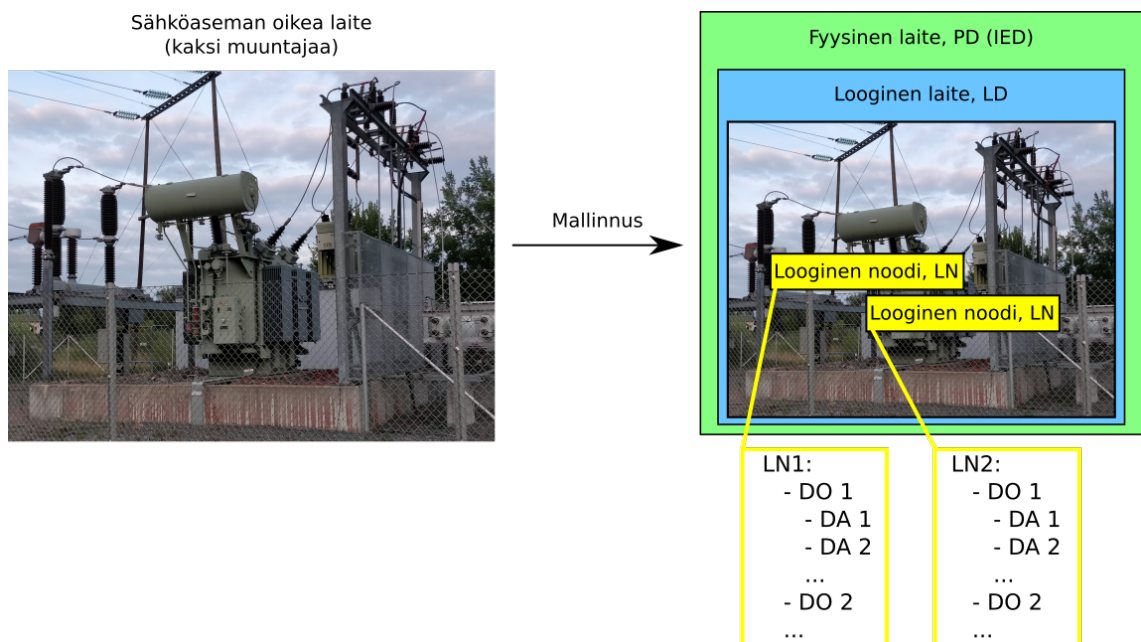 Sähköaseman oikea laite
(kaksi muuntajaa)
Mallinnus
Fyysinen laite, PD (IED)
Looginen laite, LD
Looginen noodi, LN
Looginen noodi, LN
LN1:
- DO 1
- DA 1
- DA 2
...
- DO 2
...
LN2:
- DO 1
- DA 1
- DA 2
...
- DO 2
...